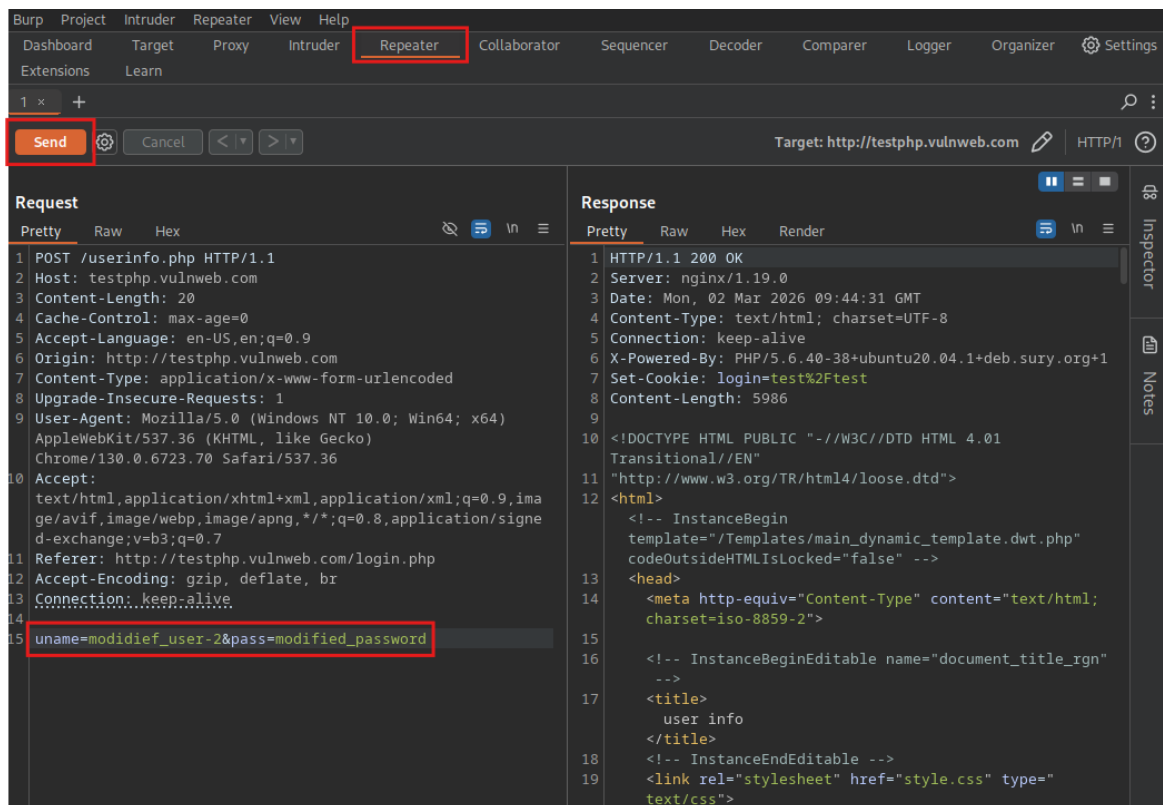 Burp Project Intruder Repeater View Help
Dashboard Target Proxy Intruder Repeater Collaborator Sequencer Decoder Comparer Logger Organizer Settings
Extensions Learn
1 × +
Send Cancel < > Target: http://testphp.vulnweb.com HTTP/1 ?
Request
Pretty Raw Hex \n
1 POST /userinfo.php HTTP/1.1
2 Host: testphp.vulnweb.com
3 Content-Length: 20
4 Cache-Control: max-age=0
5 Accept-Language: en-US,en;q=0.9
6 Origin: http://testphp.vulnweb.com
7 Content-Type: application/x-www-form-urlencoded
8 Upgrade-Insecure-Requests: 1
9 User-Agent: Mozilla/5.0 (Windows NT 10.0; Win64; x64)
AppleWebKit/537.36 (KHTML, like Gecko)
Chrome/130.0.6723.70 Safari/537.36
10 Accept:
text/html,application/xhtml+xml,application/xml;q=0.9,ima
ge/avif,image/webp,image/apng,*/*;q=0.8,application/signe
d-exchange;v=b3;q=0.7
11 Referer: http://testphp.vulnweb.com/login.php
12 Accept-Encoding: gzip, deflate, br
13 Connection: keep-alive
14
15 uname=modidief_user-2&pass=modified_password
Response
Pretty Raw Hex Render \n
1 HTTP/1.1 200 OK
2 Server: nginx/1.19.0
3 Date: Mon, 02 Mar 2026 09:44:31 GMT
4 Content-Type: text/html; charset=UTF-8
5 Connection: keep-alive
6 X-Powered-By: PHP/5.6.40-38+ubuntu20.04.1+deb.sury.org+1
7 Set-Cookie: login=test%2Ftest
8 Content-Length: 5986
9
10 <!DOCTYPE HTML PUBLIC "-//W3C//DTD HTML 4.01
Transitional//EN"
11 "http://www.w3.org/TR/html4/loose.dtd">
12 <html>
<!-- InstanceBegin
template="/Templates/main_dynamic_template.dwt.php"
codeOutsideHTMLIsLocked="false" -->
13 <head>
14 <meta http-equiv="Content-Type" content="text/html;
charset=iso-8859-2">
15
16 <!-- InstanceBeginEditable name="document_title_rgn"
-->
17 <title>
user info
</title>
18 <!-- InstanceEndEditable -->
19 <link rel="stylesheet" href="style.css" type="
text/css">
Inspector
Notes